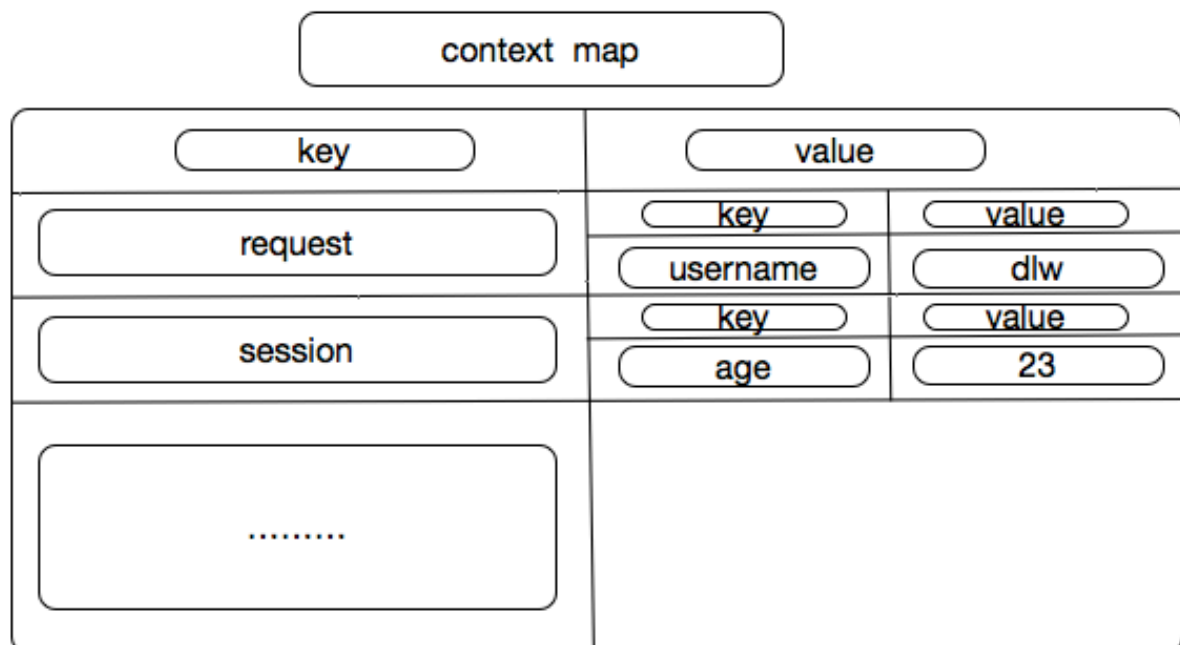 context map
key value
request
key value
username dlw
session
key value
age 23
.........